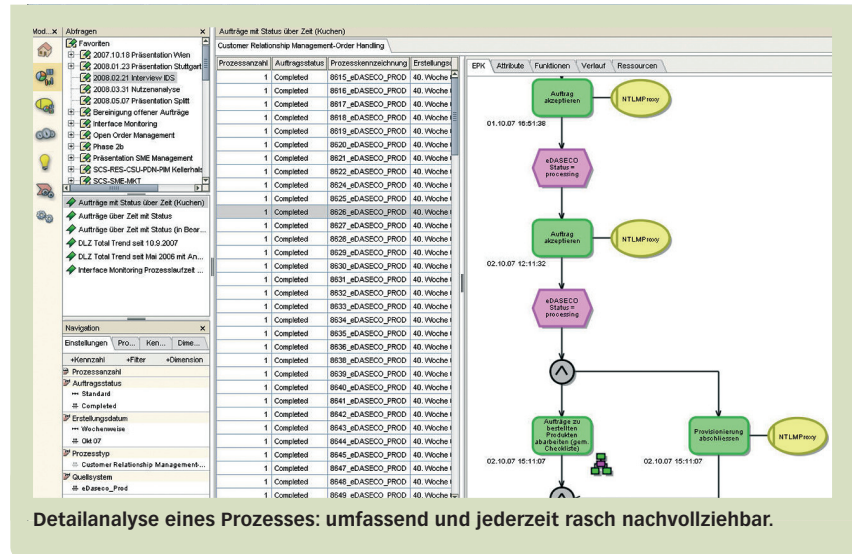 Mod...x
Abfragen x
Favoriten
2007.10.18 Präsentation Wien
2008.01.23 Präsentation Stuttgart
2008.02.21 Interview IDS
2008.03.31 Nutzenanalyse
2008.05.07 Präsentation Splitt
Bereinigung offener Aufträge
Interface Monitoring
Open Order Management
Phase 2b
Präsentation SME Management
SCS-RES-CSU-PDN-PIM Kellerhals
SCS-SME-MKT
Aufträge mit Status über Zeit (Kuchen)
Aufträge über Zeit mit Status
Aufträge über Zeit mit Status (in Bear...
DLZ Total Trend seit 10.9 2007
DLZ Total Trend seit Mai 2006 mit An...
Interface Monitoring Prozesslaufzeit ...
Navigation x
Einstellungen Pro... Ken... Dime...
+Kennzahl +Filter +Dimension
Prozessanzahl
Auftragsstatus
Standard
Completed
Erstellungsdatum
Wochenweise
Okt 07
Prozesstyp
Customer Relationship Management-...
Quellsystem
eDaseco_Prod
Aufträge mit Status über Zeit (Kuchen)
Customer Relationship Management-Order Handling
Prozessanzahl Auftragsstatus Prozesskennzeichnung Erstellungs
1 Completed 8615_eDASECO_PROD 40. Woche
1 Completed 8616_eDASECO_PROD 40. Woche
1 Completed 8617_eDASECO_PROD 40. Woche
1 Completed 8618_eDASECO_PROD 40. Woche
1 Completed 8619_eDASECO_PROD 40. Woche
1 Completed 8620_eDASECO_PROD 40. Woche
1 Completed 8621_eDASECO_PROD 40. Woche
1 Completed 8622_eDASECO_PROD 40. Woche
1 Completed 8624_eDASECO_PROD 40. Woche
1 Completed 8625_eDASECO_PROD 40. Woche
1 Completed 8626_eDASECO_PROD 40. Woche
1 Completed 8627_eDASECO_PROD 40. Woche
1 Completed 8628_eDASECO_PROD 40. Woche
1 Completed 8629_eDASECO_PROD 40. Woche
1 Completed 8630_eDASECO_PROD 40. Woche
1 Completed 8631_eDASECO_PROD 40. Woche
1 Completed 8632_eDASECO_PROD 40. Woche
1 Completed 8633_eDASECO_PROD 40. Woche
1 Completed 8634_eDASECO_PROD 40. Woche
1 Completed 8635_eDASECO_PROD 40. Woche
1 Completed 8636_eDASECO_PROD 40. Woche
1 Completed 8638_eDASECO_PROD 40. Woche
1 Completed 8639_eDASECO_PROD 40. Woche
1 Completed 8640_eDASECO_PROD 40. Woche
1 Completed 8641_eDASECO_PROD 40. Woche
1 Completed 8642_eDASECO_PROD 40. Woche
1 Completed 8643_eDASECO_PROD 40. Woche
1 Completed 8644_eDASECO_PROD 40. Woche
1 Completed 8645_eDASECO_PROD 40. Woche
1 Completed 8647_eDASECO_PROD 40. Woche
1 Completed 8648_eDASECO_PROD 40. Woche
1 Completed 8649_eDASECO_PROD 40. Woche
EPK Attribute Funktionen Verlauf Ressourcen
Auftrag
akzeptieren
NTLMProxy
01.10.07 16:51:38
eDASECO
Status =
processing
Auftrag
akzeptieren
NTLMProxy
02.10.07 12:11:32
eDASECO
Status =
processing
Aufträge zu
bestellten
Produkten
abarbeiten (gem.
Checkliste)
02.10.07 15:11:07
Provisionierung
abschliessen
NTLMProxy
02.10.07 15:11:07
Detailanalyse eines Prozesses: umfassend und jederzeit rasch nachvollziehbar.